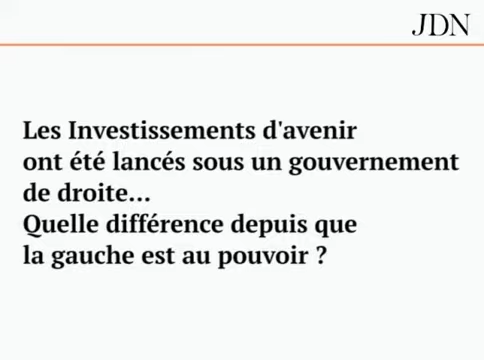 JDN
Les Investissements d'avenir
ont été lancés sous un gouvernement
de droite...
Quelle différence depuis que
la gauche est au pouvoir ?